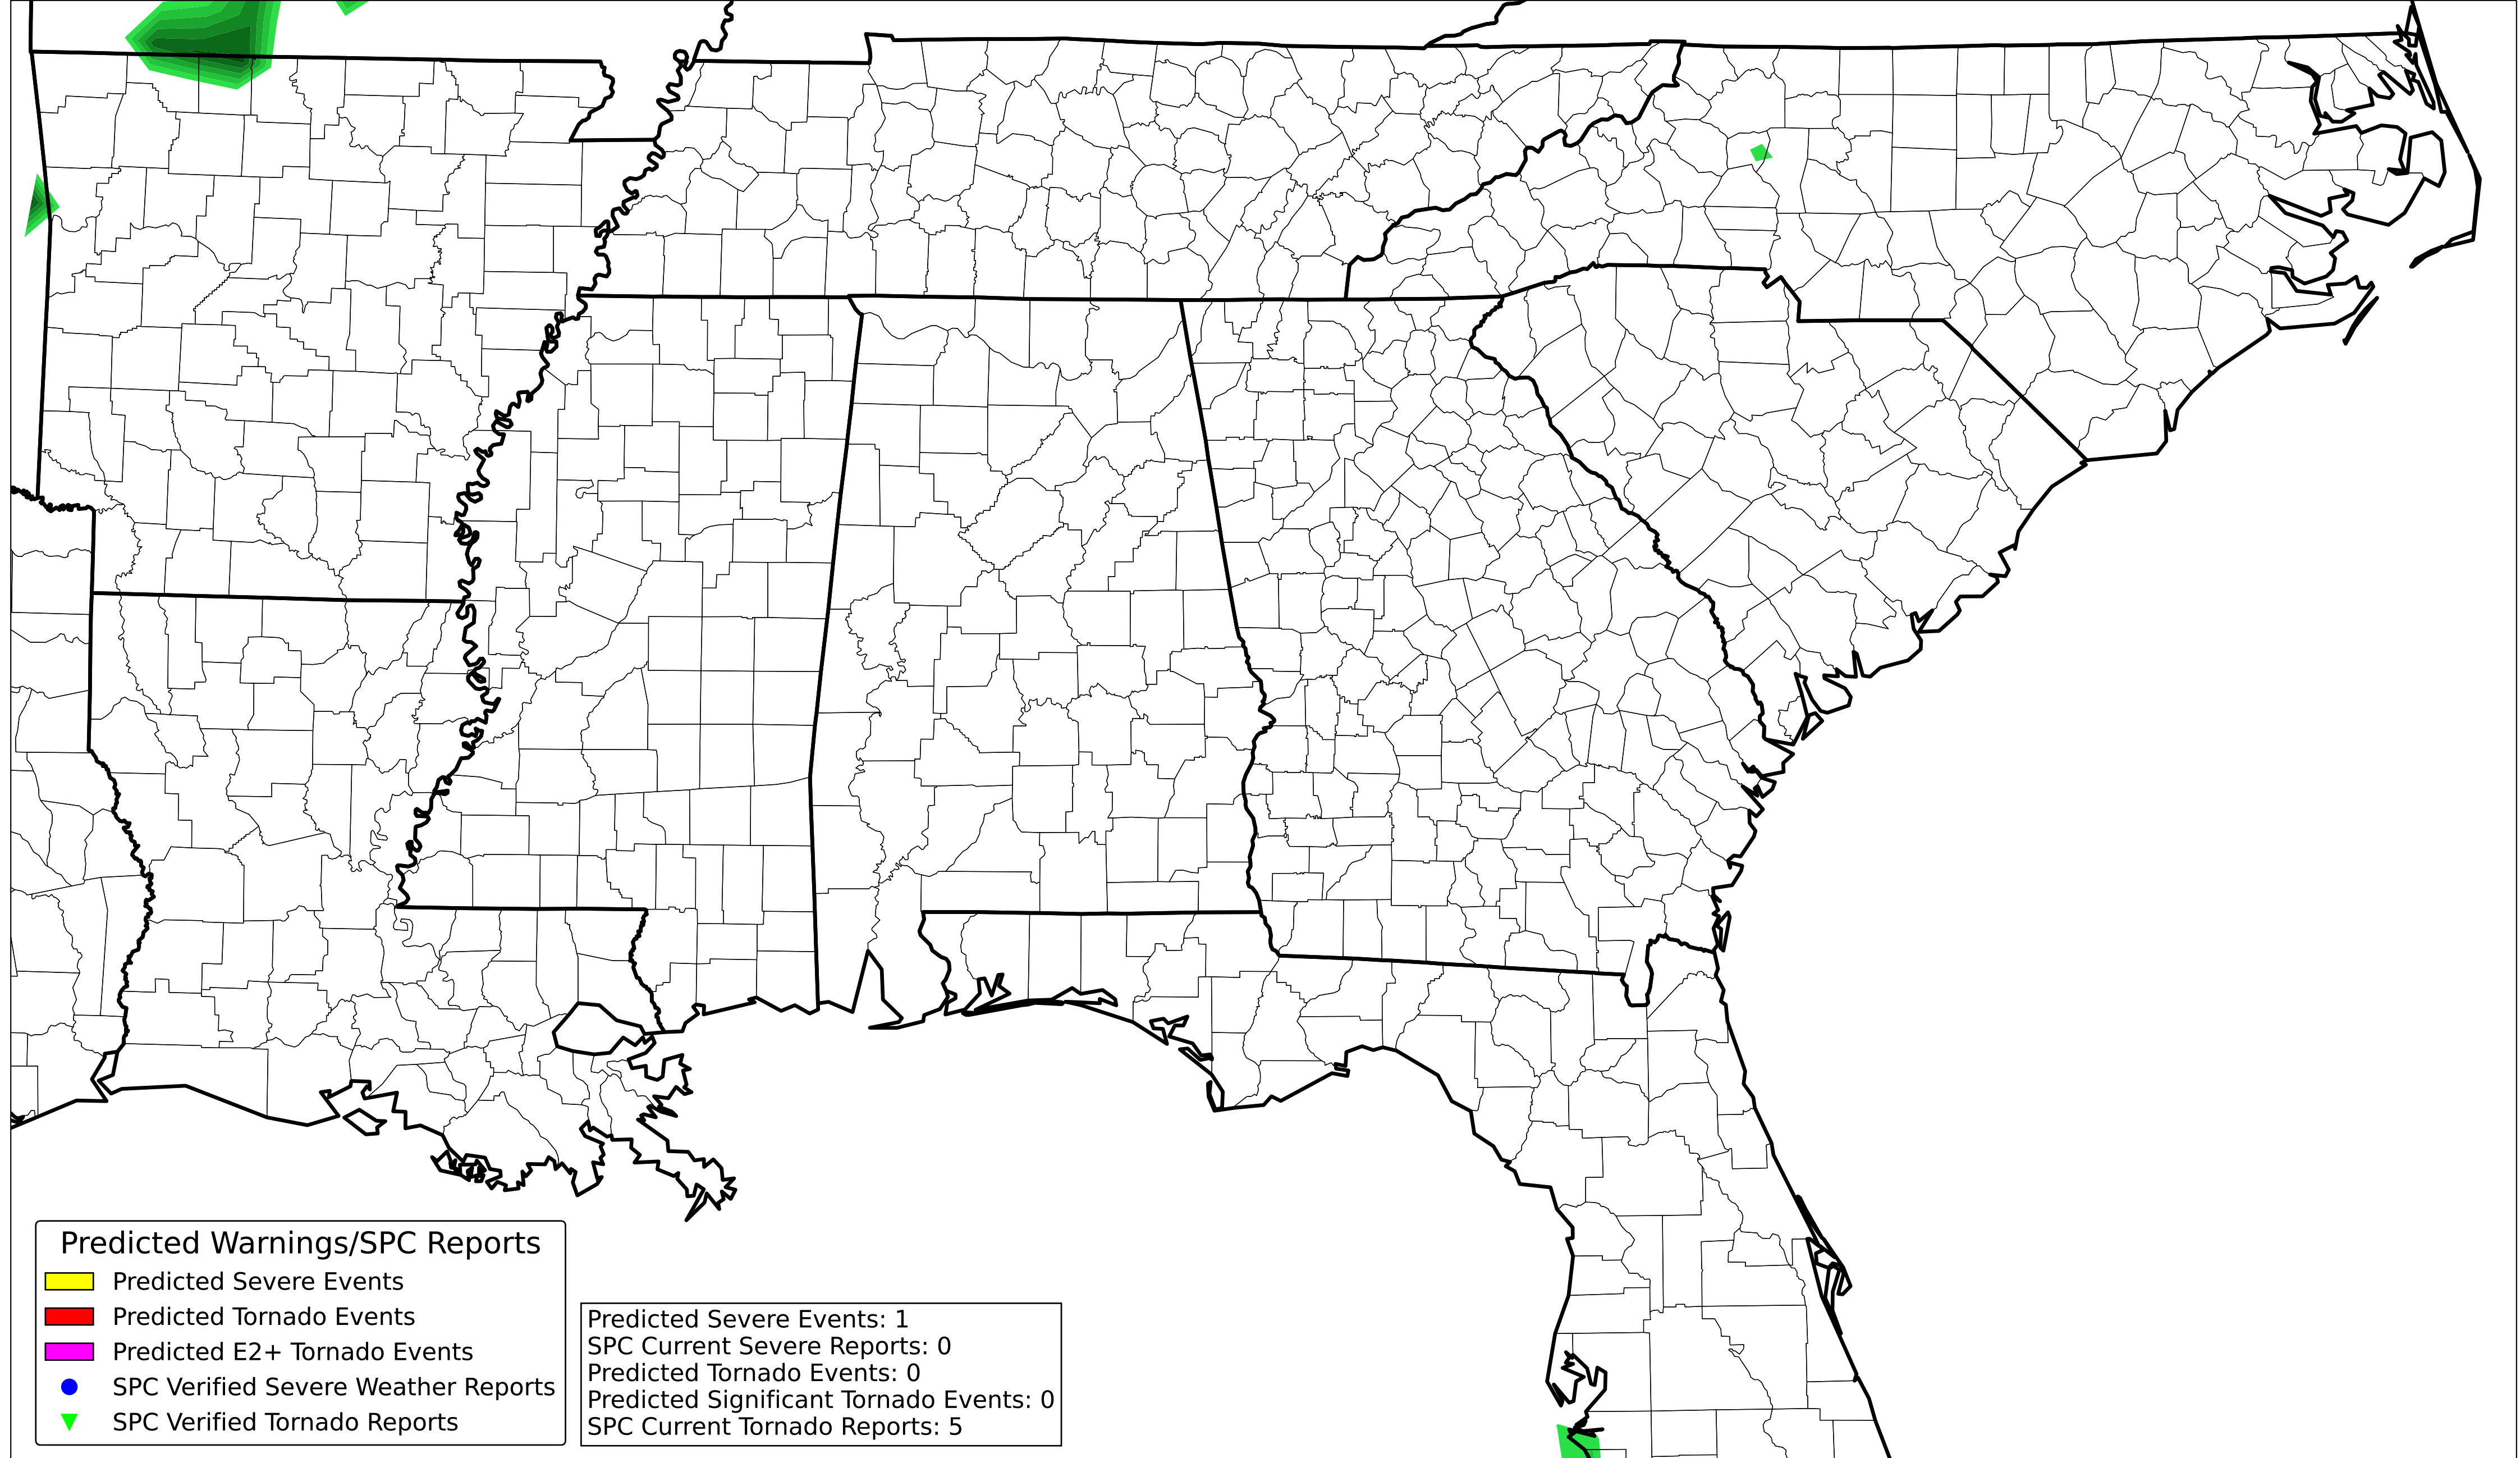 Predicted Warnings/SPC Reports
Predicted Severe Events
Predicted Tornado Events
Predicted E2+ Tornado Events
SPC Verified Severe Weather Reports
SPC Verified Tornado Reports
Predicted Severe Events: 1
SPC Current Severe Reports: 0
Predicted Tornado Events: 0
Predicted Significant Tornado Events: 0
SPC Current Tornado Reports: 5